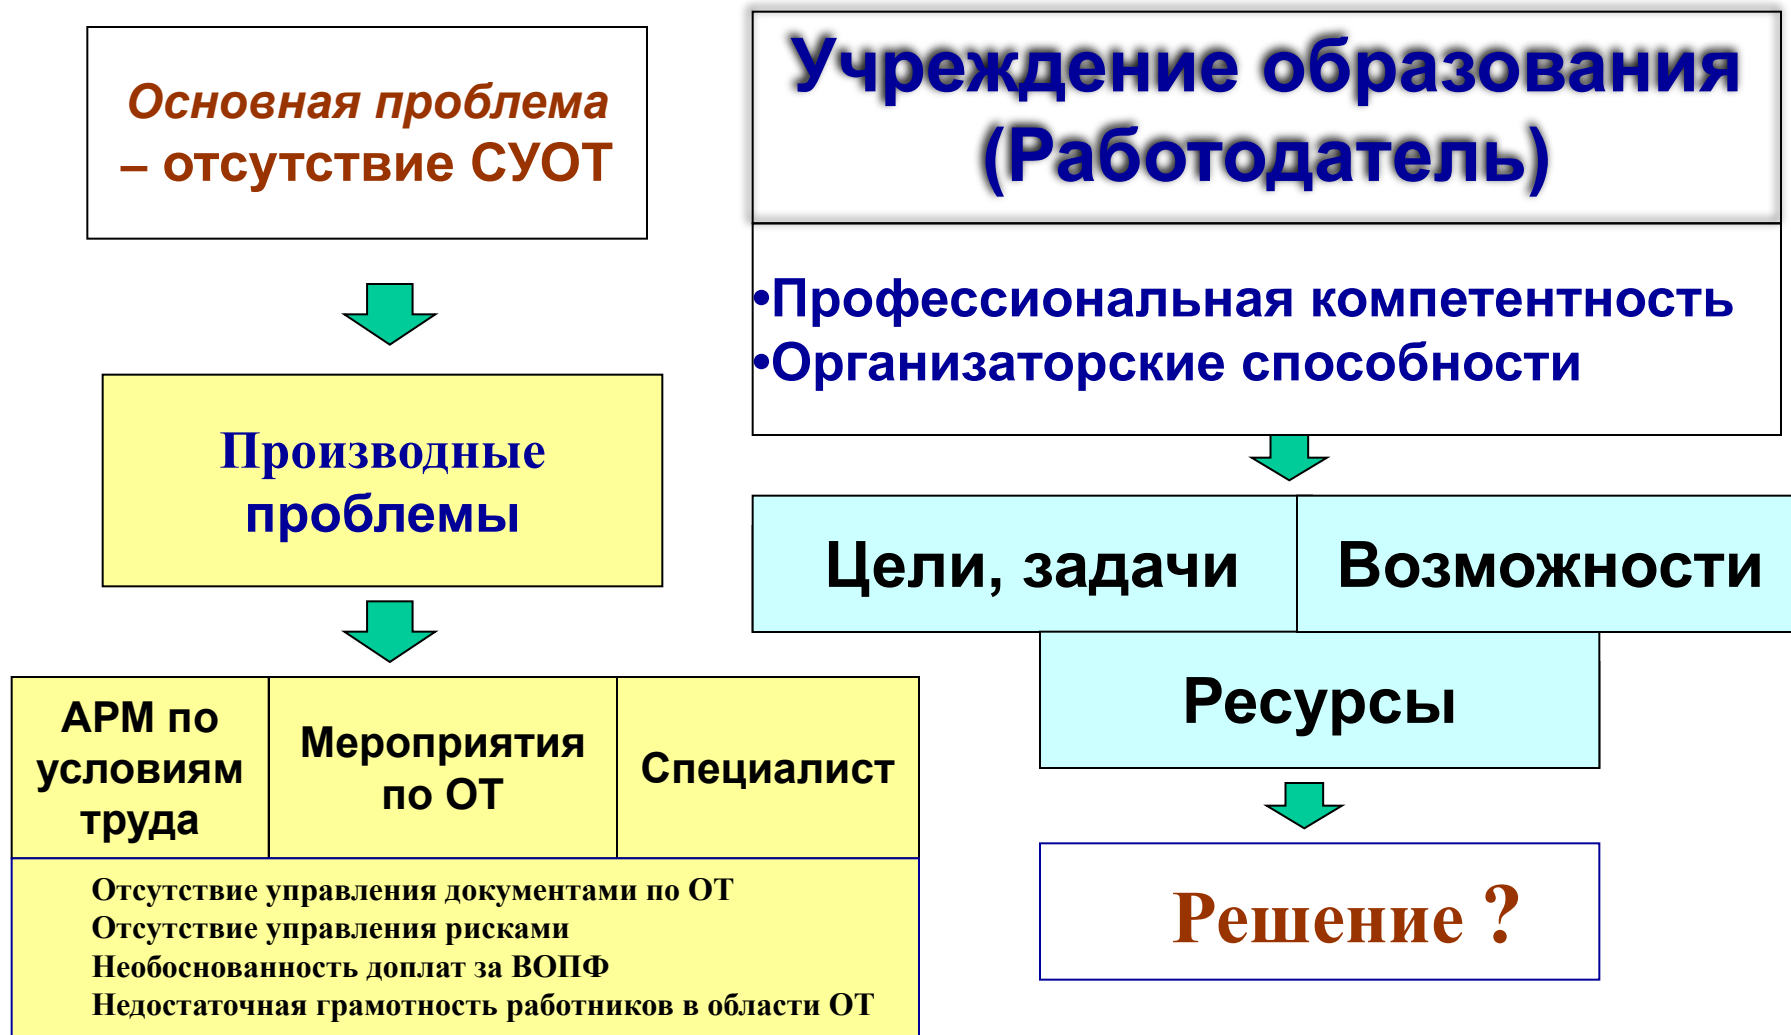 Основная проблема
– отсутствие СУОТ
Производные
проблемы
АРМ по
условиям
труда
Мероприятия
по ОТ
Специалист
Отсутствие управления документами по ОТ
Отсутствие управления рисками
Необоснованность доплат за ВОПФ
Недостаточная грамотность работников в области ОТ
Учреждение образования
(Работодатель)
•Профессиональная компетентность
•Организаторские способности
Цели, задачи
Возможности
Ресурсы
Решение ?